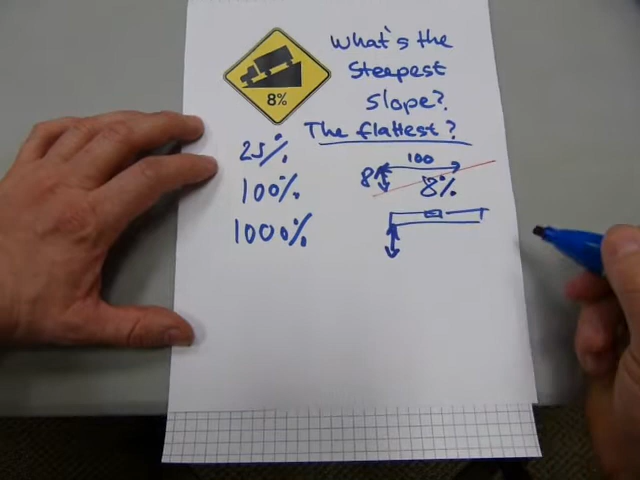 What's the
Steepest
Slope?
The flattest?
8%
25%
100%
1000%
100
8
8%